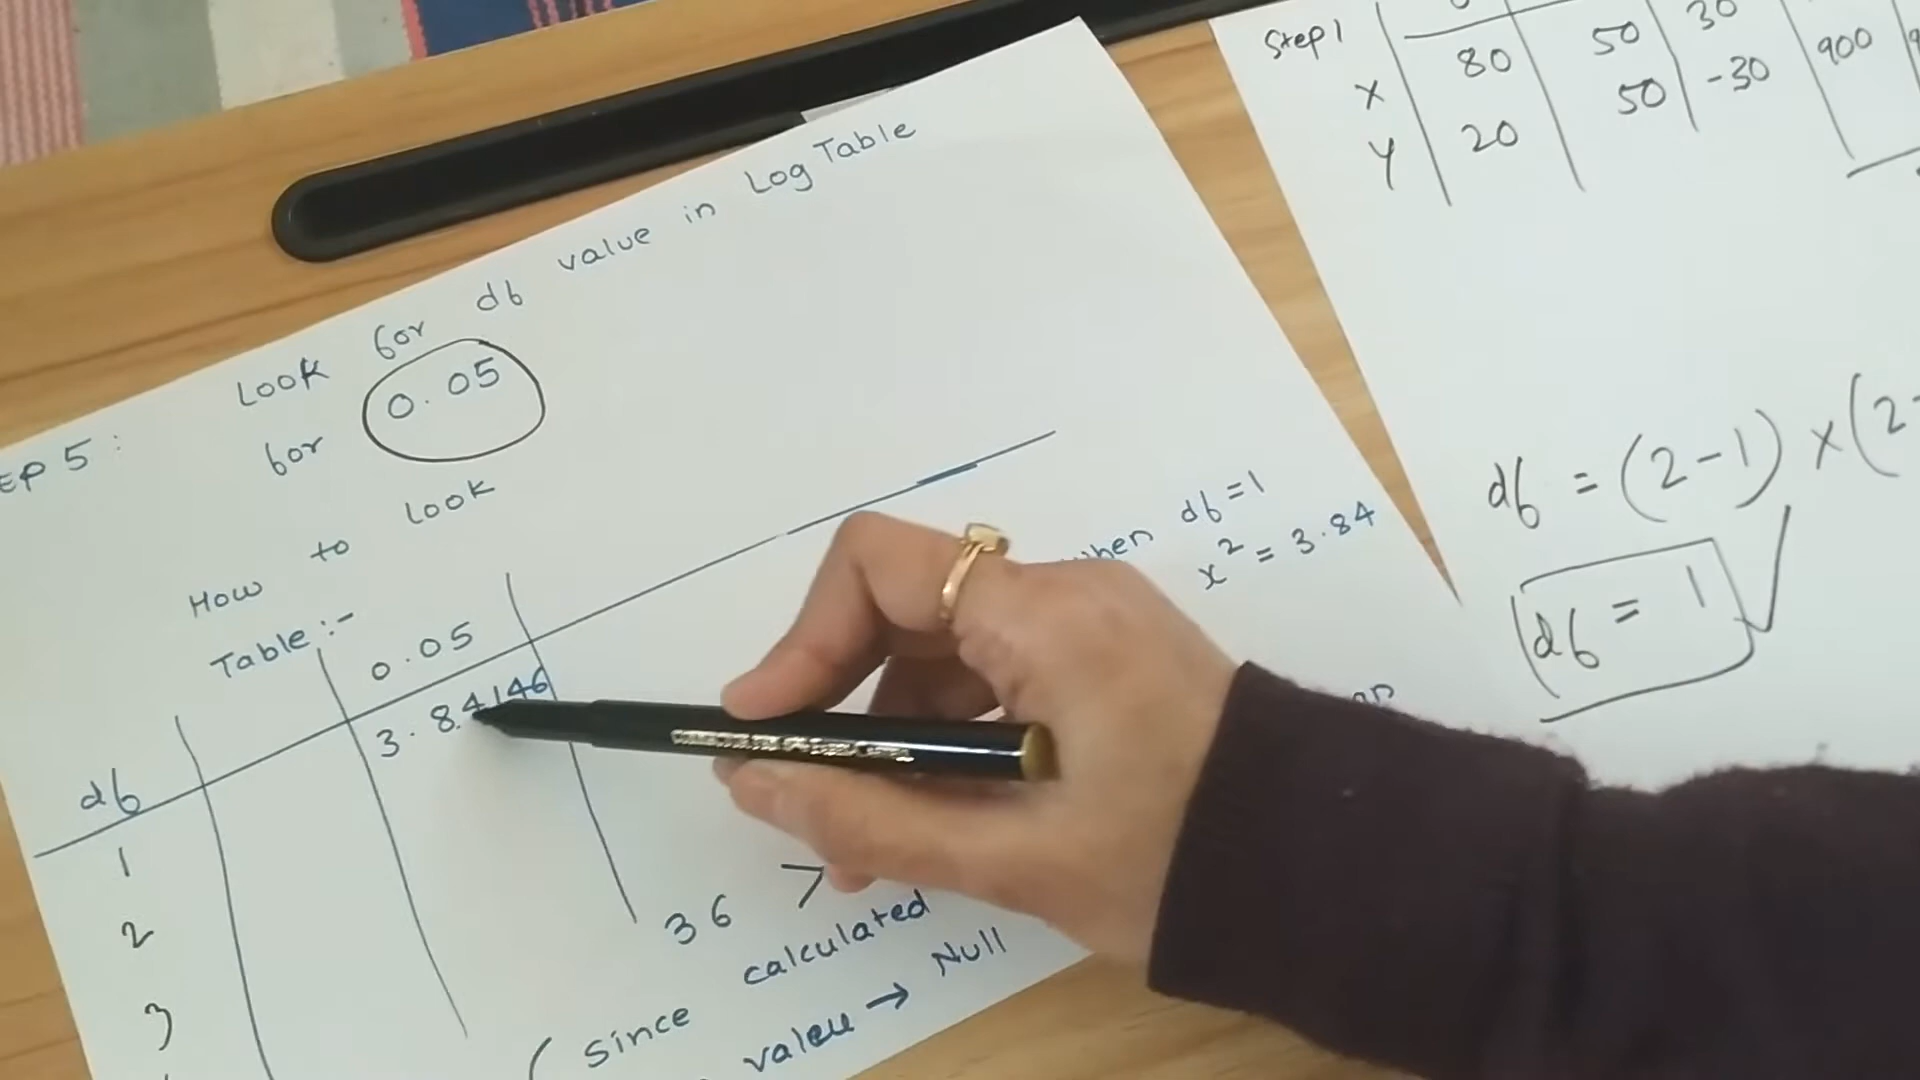 EP 5: Look for df value in Log Table
for 0.05
How to look
Table:-
df 0.05
1 3.84146
2
3
when df = 1
x² = 3.84
36 >
(since calculated
value → Null
Step 1
X 80 50 30 900
Y 20 50 -30
df = (2-1) x (2-
df = 1